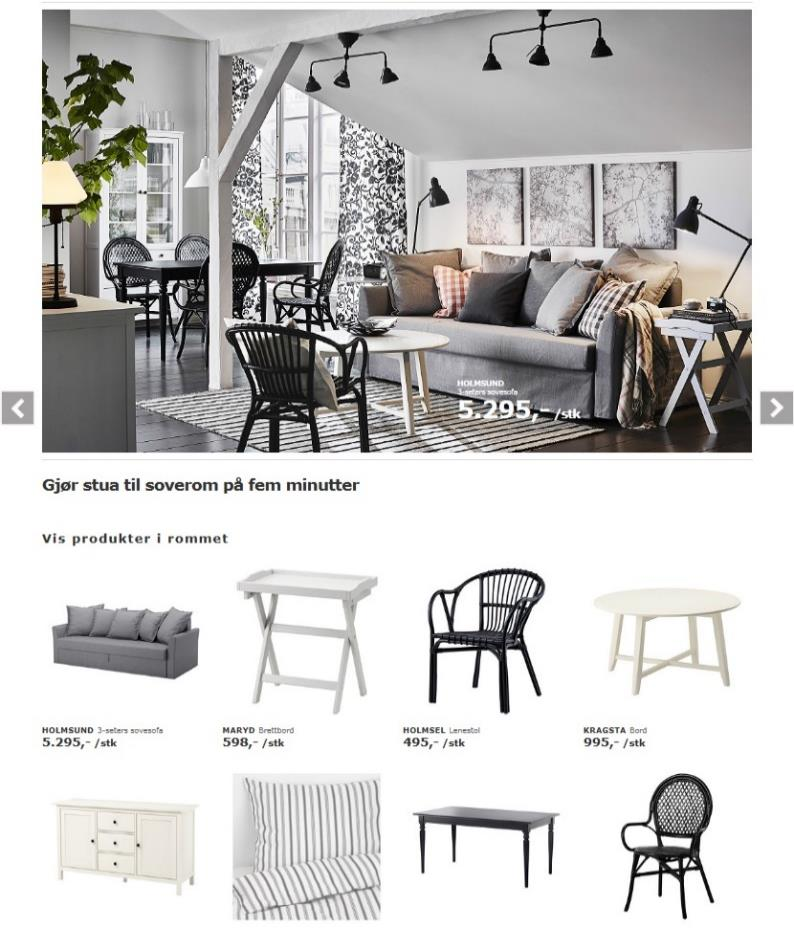 HOLMSUND
3-seters sovesofa
5.295,- /stk
Gjør stua til soverom på fem minutter
Vis produkter i rommet
HOLMSUND 3-seters sovesofa
5.295,- /stk
MARYD Brettbord
598,- /stk
HOLMSEL Lenestol
495,- /stk
KRAGSTA Bord
995,- /stk